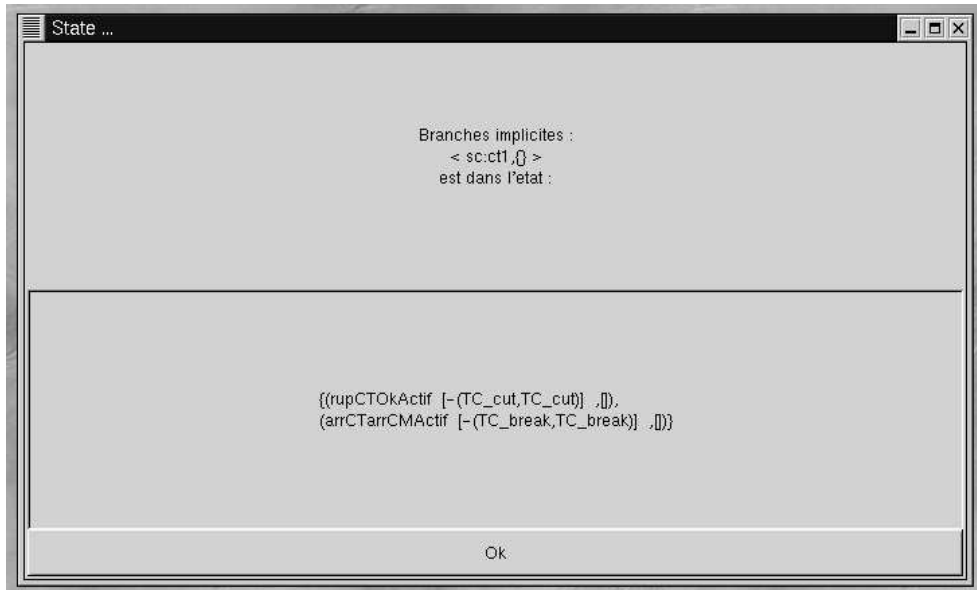 State ...
Branches implicites :
< sc:ct1,{} >
est dans l'etat :
{(rupCTOkActif [-(TC_cut,TC_cut)] ,[]),
(arrCTarrCMActif [-(TC_break,TC_break)] ,[])}
Ok